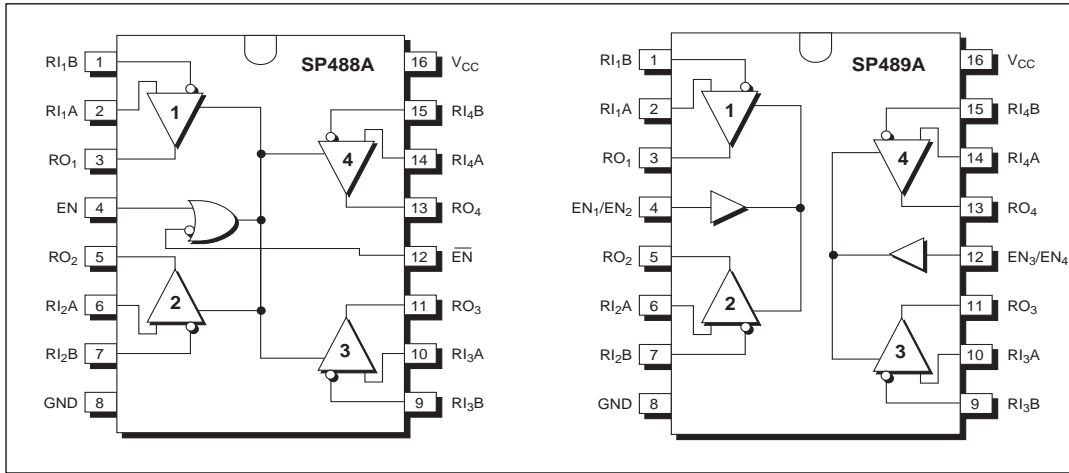 SP488A
RI₁B 1
RI₁A 2
RO₁ 3
EN 4
RO₂ 5
RI₂A 6
RI₂B 7
GND 8
16 V_CC
15 RI₄B
14 RI₄A
13 RO₄
12 E̅N̅
11 RO₃
10 RI₃A
9 RI₃B
1
2
3
4
SP489A
RI₁B 1
RI₁A 2
RO₁ 3
EN₁/EN₂ 4
RO₂ 5
RI₂A 6
RI₂B 7
GND 8
16 V_CC
15 RI₄B
14 RI₄A
13 RO₄
12 EN₃/EN₄
11 RO₃
10 RI₃A
9 RI₃B
1
2
3
4